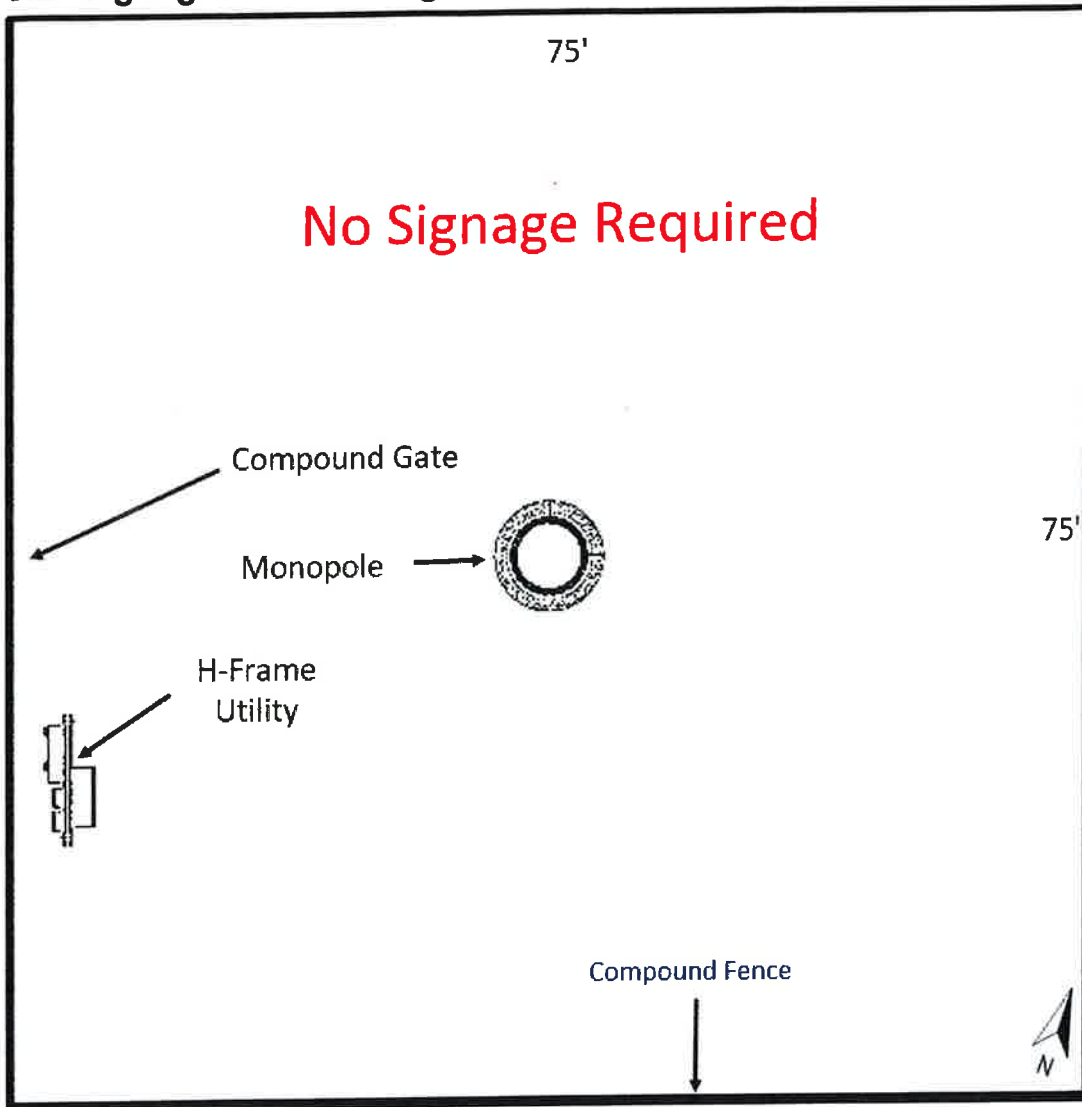 75'
No Signage Required
Compound Gate
75'
Monopole
H-Frame
Utility
Compound Fence
N